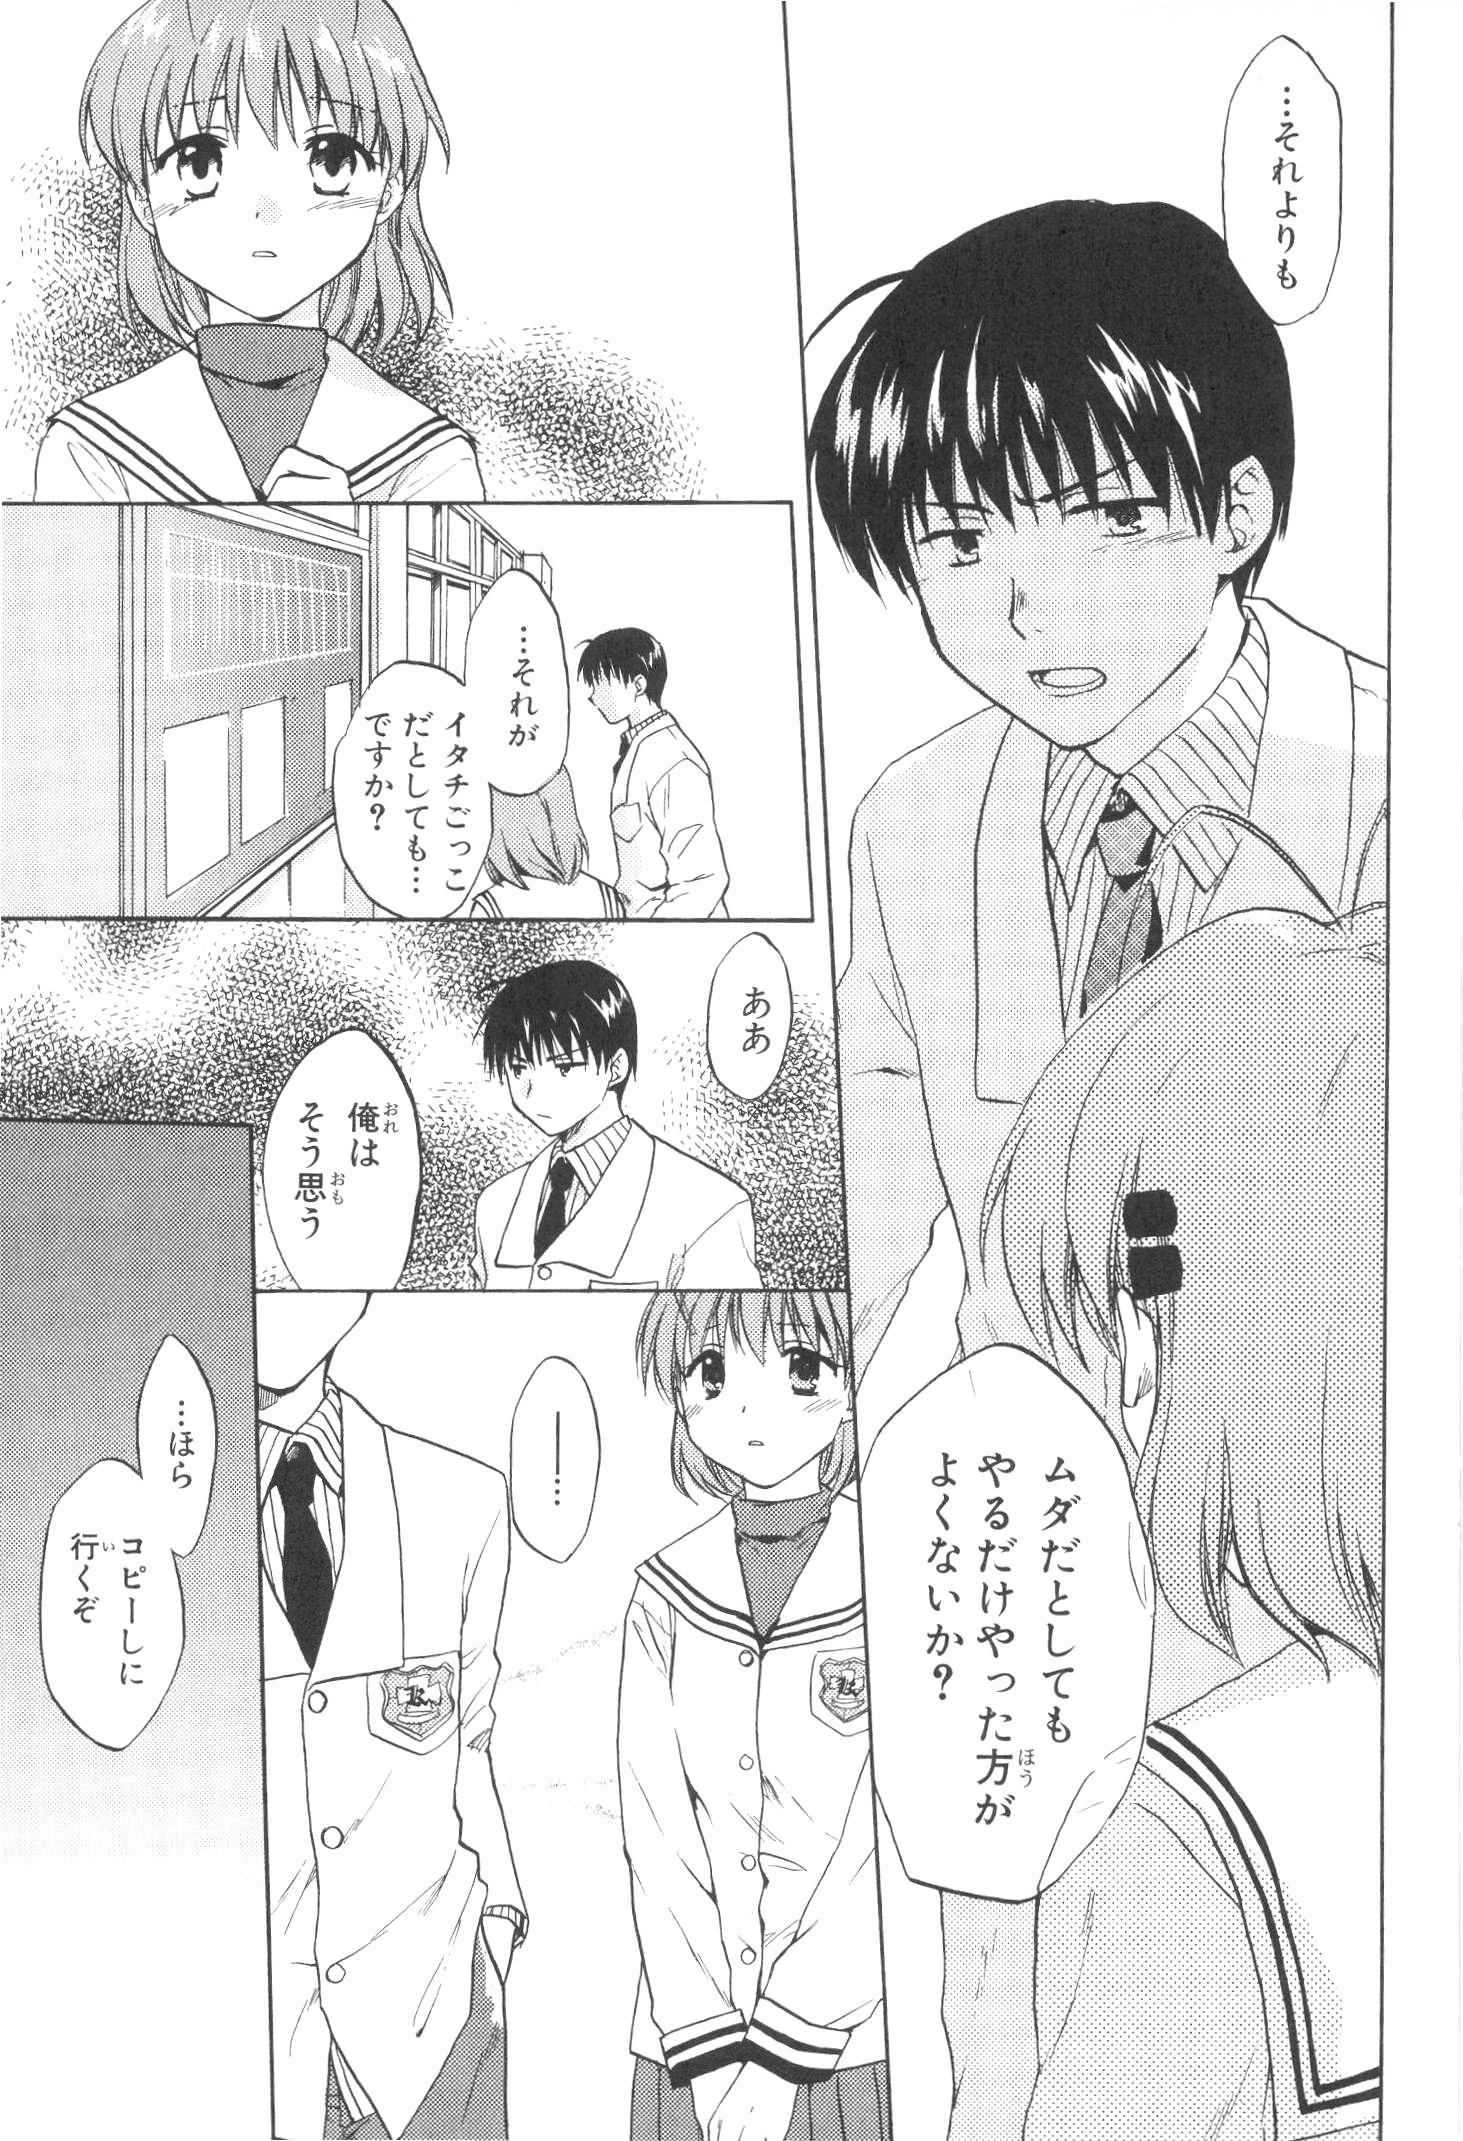 …それよりも
ムダだとしても
やるだけやった方が
よくないか？
…それが
イタチごっこ
だとしても…
ですか？
ああ
俺は
そう思う
──…
…ほら
コピーしに
行くぞ